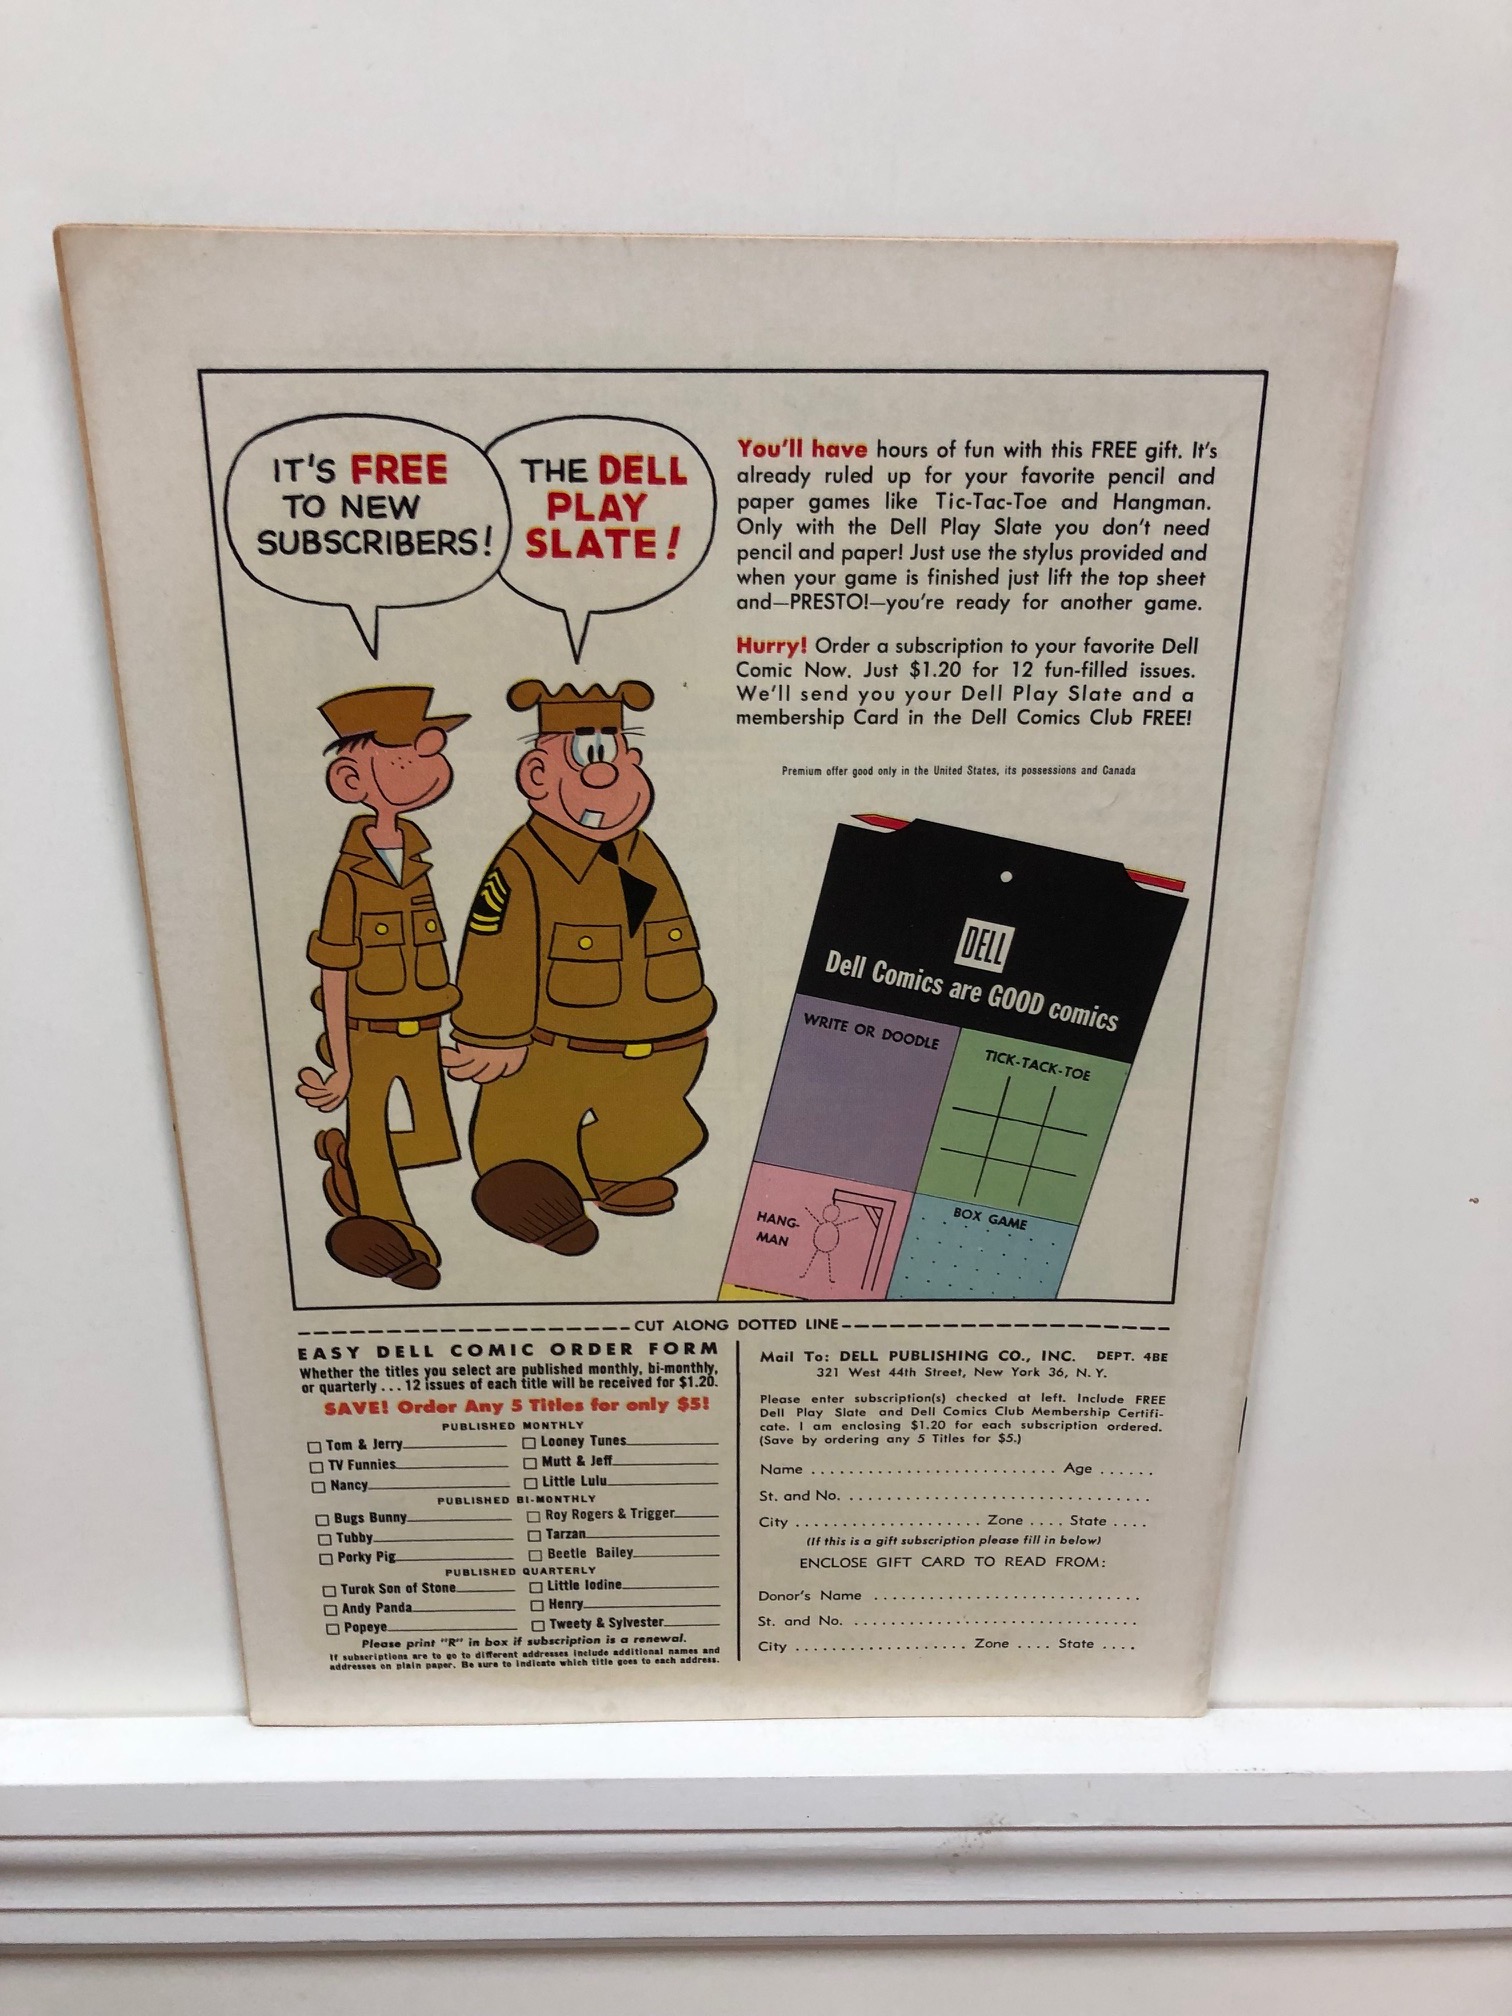 IT'S FREE
TO NEW
SUBSCRIBERS!
THE DELL
PLAY
SLATE!
You'll have hours of fun with this FREE gift. It's
already ruled up for your favorite pencil and
paper games like Tic-Tac-Toe and Hangman.
Only with the Dell Play Slate you don't need
pencil and paper! Just use the stylus provided and
when your game is finished just lift the top sheet
and—PRESTO!—you're ready for another game.
Hurry! Order a subscription to your favorite Dell
Comic Now. Just $1.20 for 12 fun-filled issues.
We'll send you your Dell Play Slate and a
membership Card in the Dell Comics Club FREE!
Premium offer good only in the United States, its possessions and Canada
DELL
Dell Comics are GOOD comics
WRITE OR DOODLE
TICK-TACK-TOE
HANG-
MAN
BOX GAME
CUT ALONG DOTTED LINE
EASY DELL COMIC ORDER FORM
Whether the titles you select are published monthly, bi-monthly,
or quarterly . . . 12 issues of each title will be received for $1.20.
SAVE! Order Any 5 Titles for only $5!
PUBLISHED MONTHLY
Tom & Jerry
Looney Tunes
TV Funnies
Mutt & Jeff
Nancy
Little Lulu
PUBLISHED BI-MONTHLY
Bugs Bunny
Roy Rogers & Trigger
Tubby
Tarzan
Porky Pig
Beetle Bailey
PUBLISHED QUARTERLY
Turok Son of Stone
Little Iodine
Andy Panda
Henry
Popeye
Tweety & Sylvester
Please print "R" in box if subscription is a renewal.
If subscriptions are to go to different addresses include additional names and
addresses on plain paper. Be sure to indicate which title goes to each address.
Mail To: DELL PUBLISHING CO., INC. DEPT. 4BE
321 West 44th Street, New York 36, N. Y.
Please enter subscription(s) checked at left. Include FREE
Dell Play Slate and Dell Comics Club Membership Certifi-
cate. I am enclosing $1.20 for each subscription ordered.
(Save by ordering any 5 Titles for $5.)
Name . . . . . . . . . . . . . . . . . . . . . . . . . . . Age . . . . . .
St. and No. . . . . . . . . . . . . . . . . . . . . . . . . . . . . . . .
City . . . . . . . . . . . . . . . . . . . . . Zone . . . . State . . . .
(If this is a gift subscription please fill in below)
ENCLOSE GIFT CARD TO READ FROM:
Donor's Name . . . . . . . . . . . . . . . . . . . . . . . . . . . . .
St. and No. . . . . . . . . . . . . . . . . . . . . . . . . . . . . . .
City . . . . . . . . . . . . . . . . . . . . Zone . . . . State . . . .